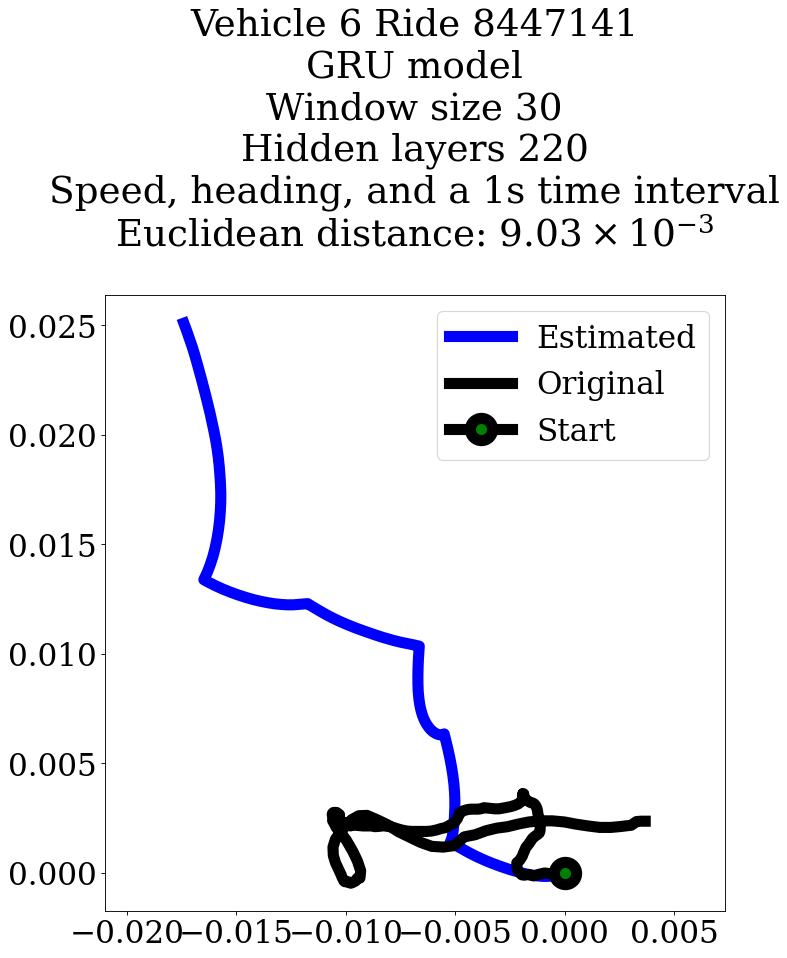 Vehicle 6 Ride 8447141
GRU model
Window size 30
Hidden layers 220
Speed, heading, and a 1s time interval
Euclidean distance: 9.03 × 10⁻³
Estimated
Original
Start
0.025
0.020
0.015
0.010
0.005
0.000
−0.020 −0.015 −0.010 −0.005 0.000 0.005